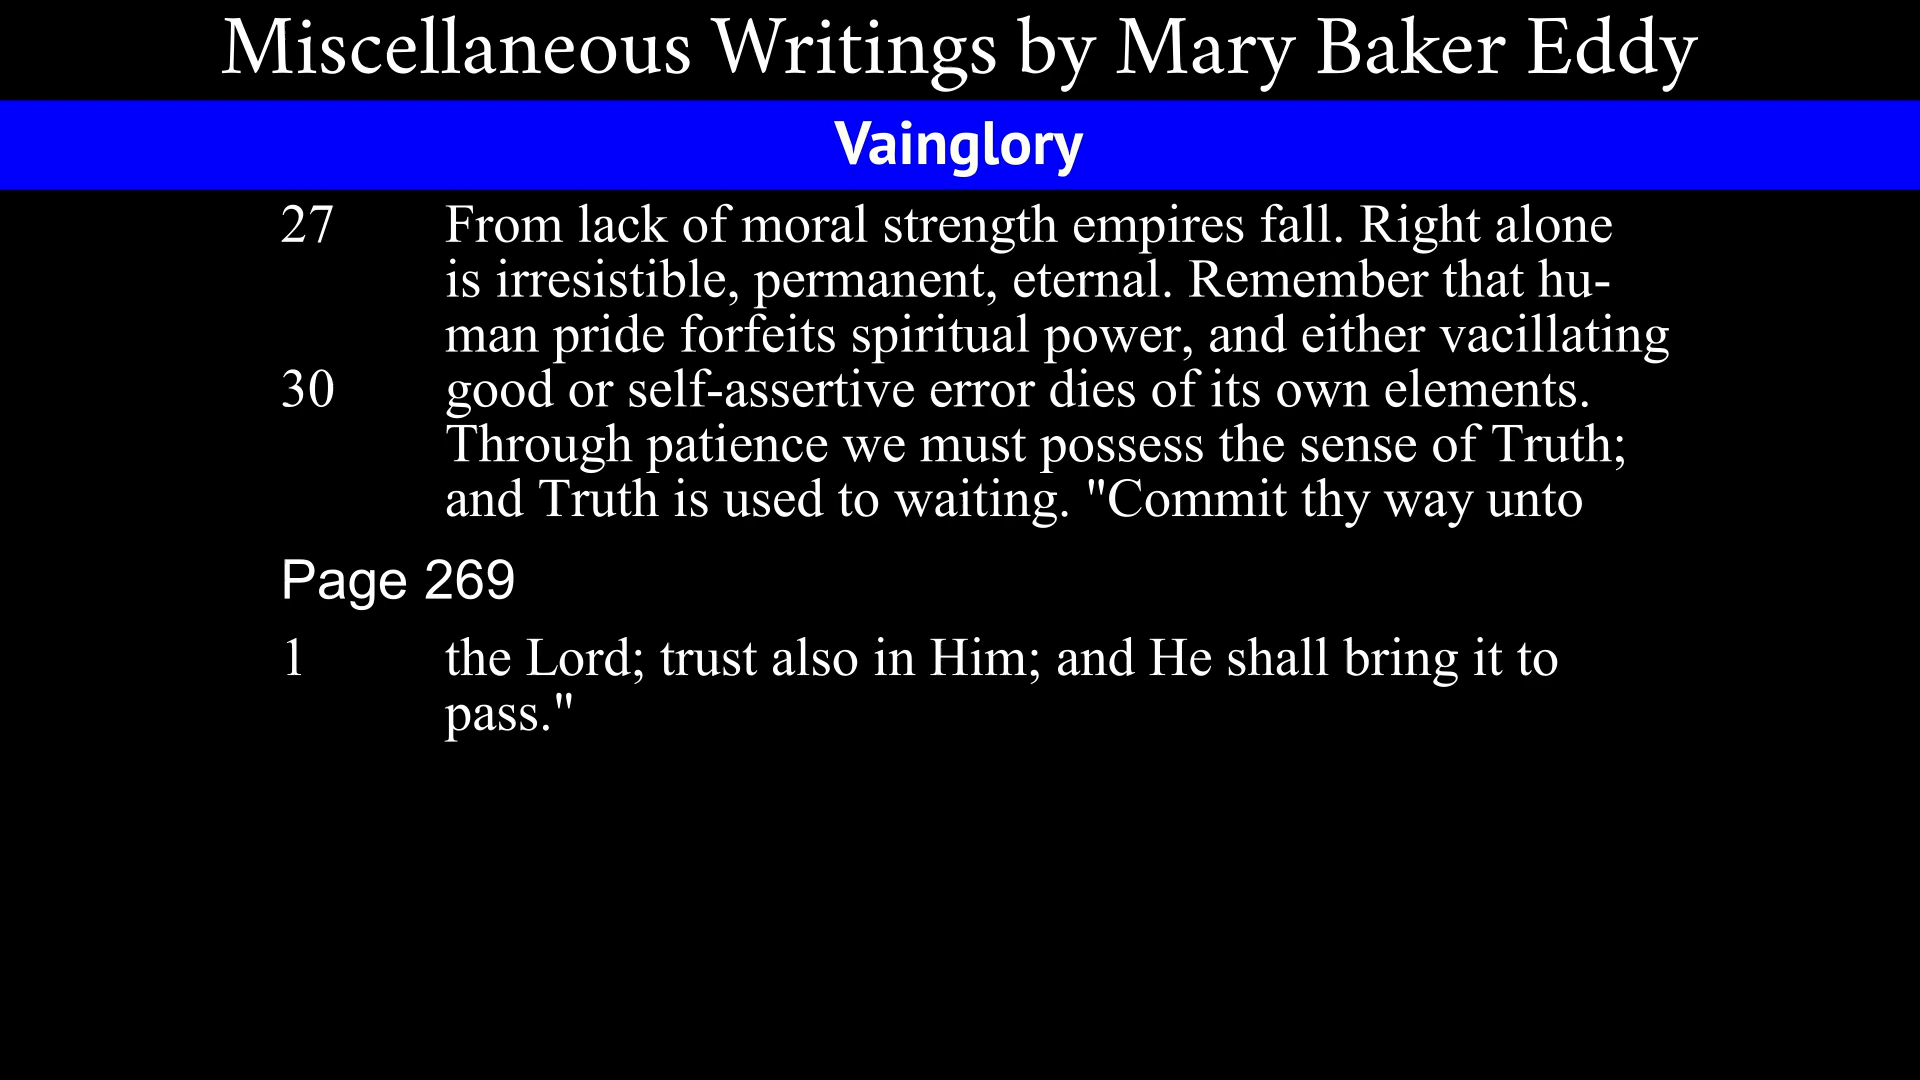 Miscellaneous Writings by Mary Baker Eddy
Vainglory
27 From lack of moral strength empires fall. Right alone
is irresistible, permanent, eternal. Remember that hu-
man pride forfeits spiritual power, and either vacillating
30 good or self-assertive error dies of its own elements.
Through patience we must possess the sense of Truth;
and Truth is used to waiting. "Commit thy way unto
Page 269
1 the Lord; trust also in Him; and He shall bring it to
pass."